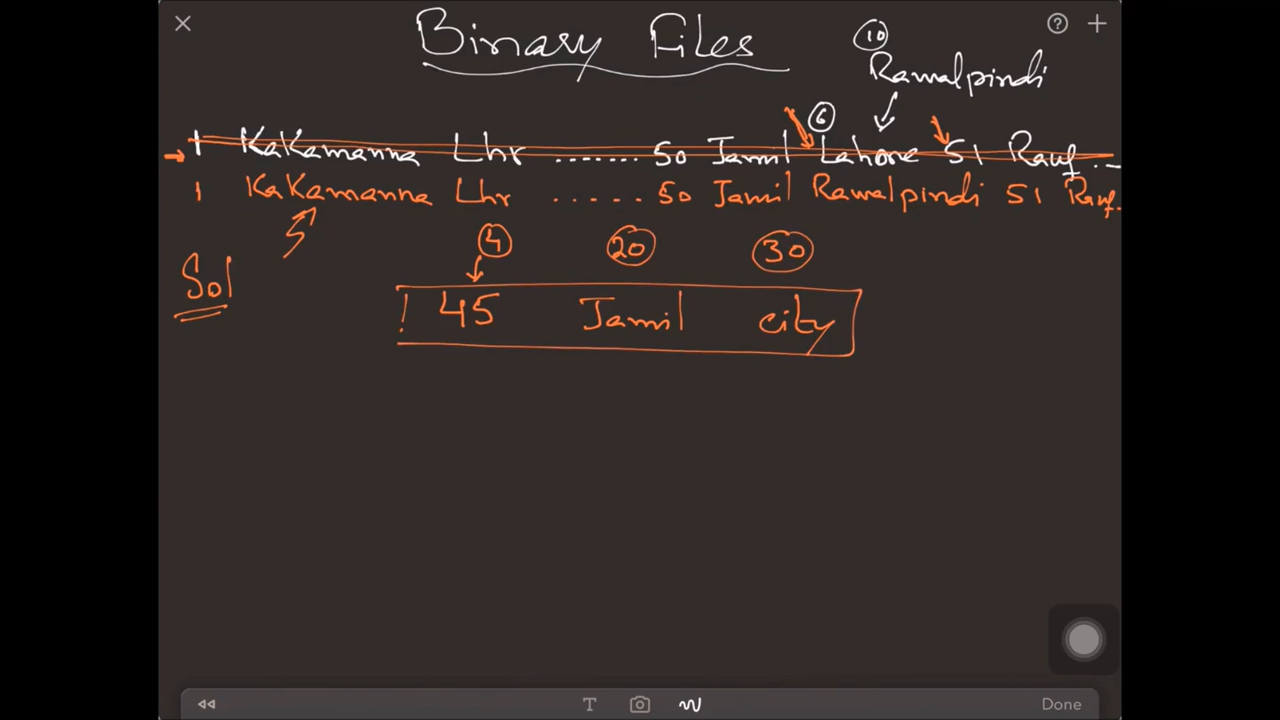 Binary Files
10
Rawalpindi
6
1 Kakamanna Lhr ....... 50 Jamil Lahore 51 Rauf ..
1 Kakamanna Lhr ..... 50 Jamil Rawalpindi 51 Rauf.
4 20 30
Sol
45 Jamil city
T Done